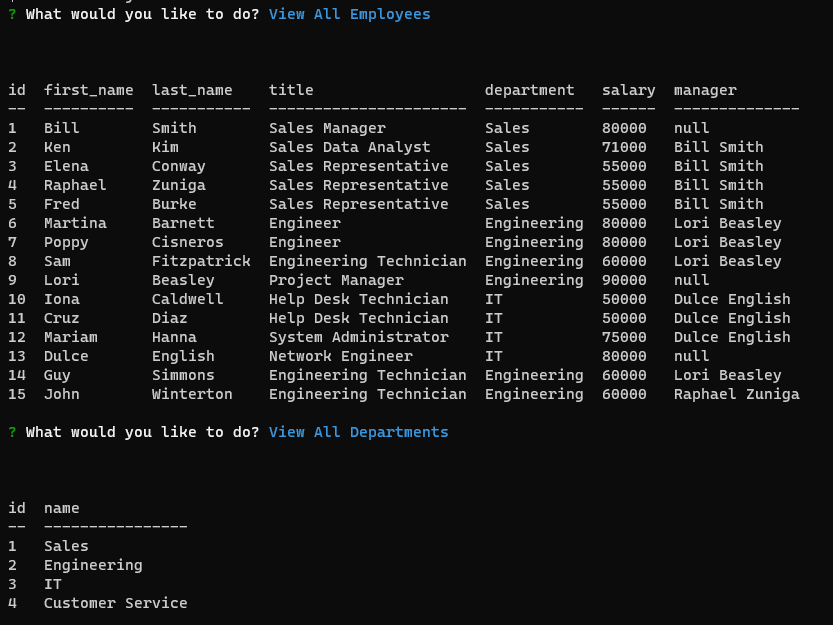 ? What would you like to do? View All Employees
id  first_name  last_name    title                   department   salary  manager
--  ----------  -----------  ----------------------  -----------  ------  --------------
1   Bill        Smith        Sales Manager           Sales        80000   null
2   Ken         Kim          Sales Data Analyst      Sales        71000   Bill Smith
3   Elena       Conway       Sales Representative    Sales        55000   Bill Smith
4   Raphael     Zuniga       Sales Representative    Sales        55000   Bill Smith
5   Fred        Burke        Sales Representative    Sales        55000   Bill Smith
6   Martina     Barnett      Engineer                Engineering  80000   Lori Beasley
7   Poppy       Cisneros     Engineer                Engineering  80000   Lori Beasley
8   Sam         Fitzpatrick  Engineering Technician  Engineering  60000   Lori Beasley
9   Lori        Beasley      Project Manager         Engineering  90000   null
10  Iona        Caldwell     Help Desk Technician    IT           50000   Dulce English
11  Cruz        Diaz         Help Desk Technician    IT           50000   Dulce English
12  Mariam      Hanna        System Administrator    IT           75000   Dulce English
13  Dulce       English      Network Engineer        IT           80000   null
14  Guy         Simmons      Engineering Technician  Engineering  60000   Lori Beasley
15  John        Winterton    Engineering Technician  Engineering  60000   Raphael Zuniga
? What would you like to do? View All Departments
id  name
--  ----------------
1   Sales
2   Engineering
3   IT
4   Customer Service